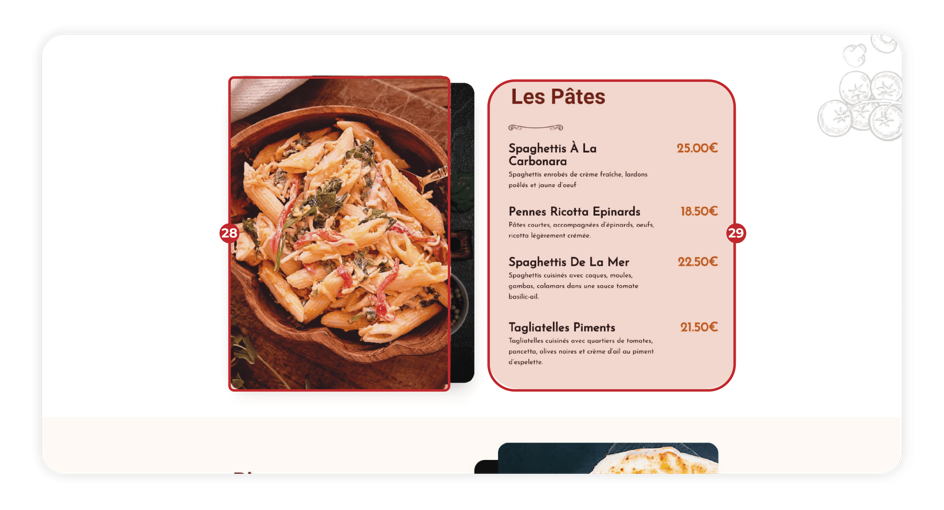 Les Pâtes
Spaghettis À La
Carbonara
25.00€
Spaghettis enrobés de crème fraîche, lardons
poêlés et jaune d'oeuf
28
Pennes Ricotta Epinards 18.50€
Pâtes courtes, accompagnées d'épinards, oeufs,
ricotta légèrement crémée.
29
Spaghettis De La Mer 22.50€
Spaghettis cuisinés avec coques, moules,
gambas, calamars dans une sauce tomate
basilic-ail.
Tagliatelles Piments 21.50€
Tagliatelles cuisinés avec quartiers de tomates,
pancetta, olives noires et crème d'ail au piment
d'espelette.